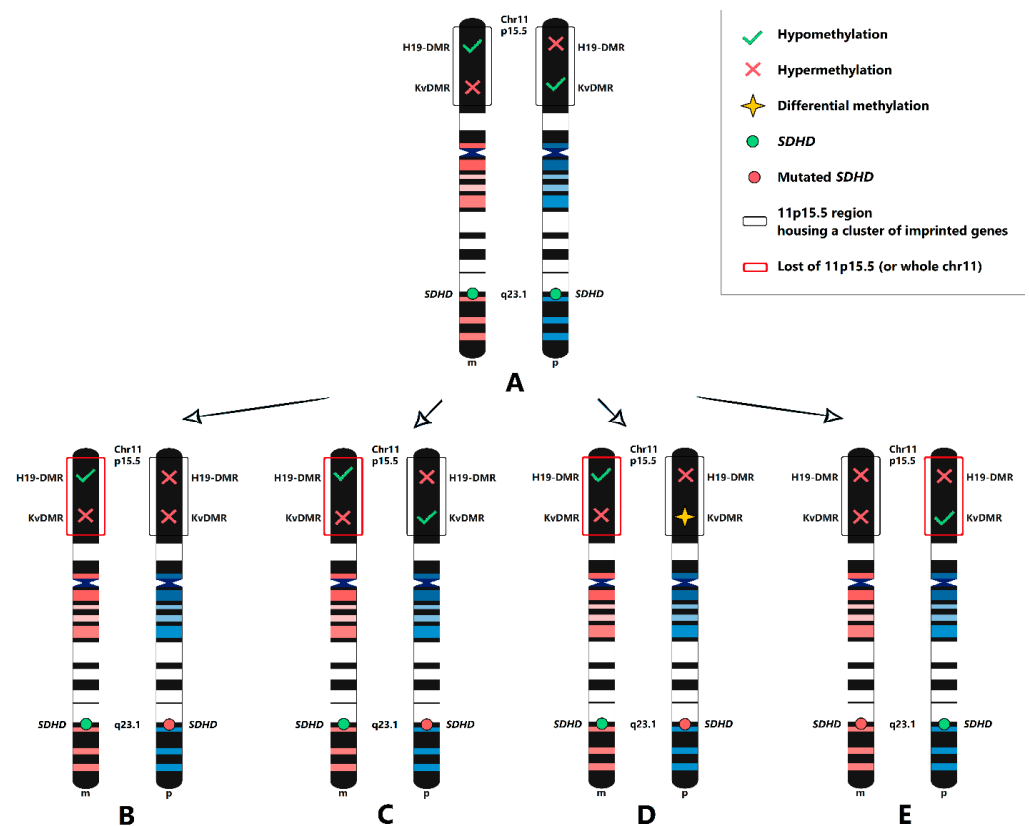 Chr11
p15.5
H19-DMR
H19-DMR
KvDMR
KvDMR
SDHD
q23.1
SDHD
m
p
A
Hypomethylation
Hypermethylation
Differential methylation
SDHD
Mutated SDHD
11p15.5 region
housing a cluster of imprinted genes
Lost of 11p15.5 (or whole chr11)
Chr11
p15.5
H19-DMR
H19-DMR
KvDMR
KvDMR
SDHD
q23.1
SDHD
m
p
B
Chr11
p15.5
H19-DMR
H19-DMR
KvDMR
KvDMR
SDHD
q23.1
SDHD
m
p
C
Chr11
p15.5
H19-DMR
H19-DMR
KvDMR
KvDMR
SDHD
q23.1
SDHD
m
p
D
Chr11
p15.5
H19-DMR
H19-DMR
KvDMR
KvDMR
SDHD
q23.1
SDHD
m
p
E